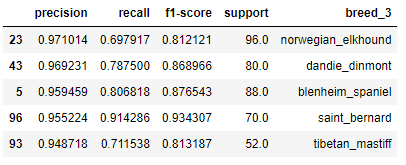 precision recall f1-score support breed_3
23 0.971014 0.697917 0.812121 96.0 norwegian_elkhound
43 0.969231 0.787500 0.868966 80.0 dandie_dinmont
5 0.959459 0.806818 0.876543 88.0 blenheim_spaniel
96 0.955224 0.914286 0.934307 70.0 saint_bernard
93 0.948718 0.711538 0.813187 52.0 tibetan_mastiff